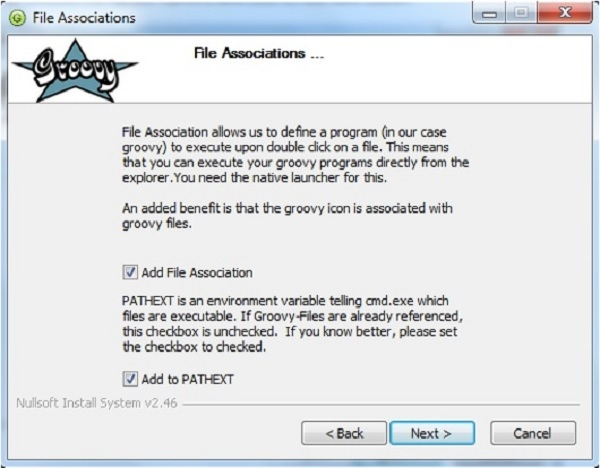 File Associations
Groovy
File Associations ...
File Association allows us to define a program (in our case
groovy) to execute upon double click on a file. This means
that you can execute your groovy programs directly from the
explorer.You need the native launcher for this.
An added benefit is that the groovy icon is associated with
groovy files.
Add File Association
PATHEXT is an environment variable telling cmd.exe which
files are executable. If Groovy-Files are already referenced,
this checkbox is unchecked.  If you know better, please set
the checkbox to checked.
Add to PATHEXT
Nullsoft Install System v2.46
< Back
Next >
Cancel